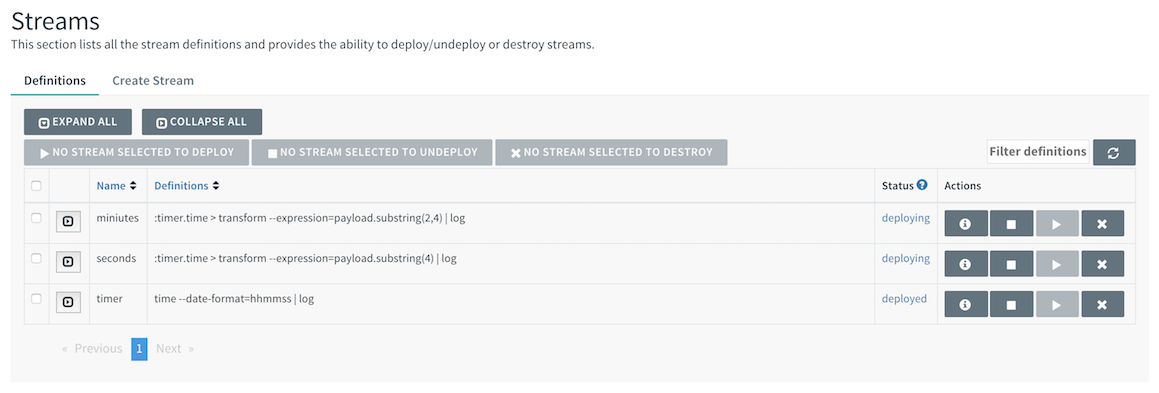 Streams
This section lists all the stream definitions and provides the ability to deploy/undeploy or destroy streams.
Definitions Create Stream
EXPAND ALL COLLAPSE ALL
NO STREAM SELECTED TO DEPLOY NO STREAM SELECTED TO UNDEPLOY NO STREAM SELECTED TO DESTROY Filter definitions
Name Definitions Status ? Actions
miniutes :timer.time > transform --expression=payload.substring(2,4) | log deploying
seconds :timer.time > transform --expression=payload.substring(4) | log deploying
timer time --date-format=hhmmss | log deployed
« Previous 1 Next »